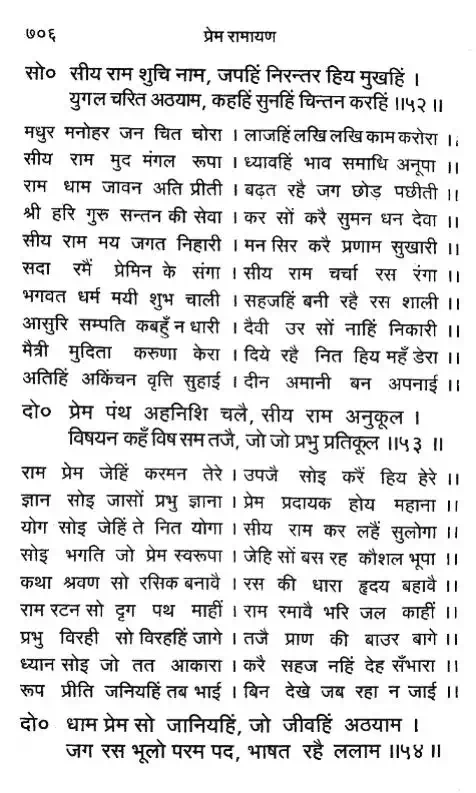 ७०६ प्रेम रामायण
सो० सीय राम शुचि नाम, जपहिं निरन्तर हिय मुखहिं ।
युगल चरित अठयाम, कहहिं सुनहिं चिन्तन करहिं ॥५२॥
मधुर मनोहर जन चित चोरा । लाजहिं लखि लखि काम करोरा ॥
सीय राम मुद मंगल रूपा । ध्यावहिं भाव समाधि अनूपा ॥
राम धाम जावन अति प्रीती । बढ़त रहै जग छोड़ पछीती ॥
श्री हरि गुरु सन्तन की सेवा । कर सों करै सुमन धन देवा ॥
सीय राम मय जगत निहारी । मन सिर करै प्रणाम सुखारी ॥
सदा रमैं प्रेमिन के संगा । सीय राम चर्चा रस रंगा ॥
भगवत धर्म मयी शुभ चाली । सहजहिं बनी रहै रस शाली ॥
आसुरि सम्पति कबहुँ न धारी । दैवी उर सों नाहिं निकारी ॥
मैत्री मुदिता करुणा केरा । दिये रहै नित हिय महँ डेरा ॥
अतिहिं अकिंचन वृत्ति सुहाई । दीन अमानी बन अपनाई ॥
दो० प्रेम पंथ अहनिशि चलै, सीय राम अनुकूल ।
विषयन कहँ विष सम तजै, जो जो प्रभु प्रतिकूल ॥५३॥
राम प्रेम जेहिं करमन तेरे । उपजै सोइ करैं हिय हेरे ॥
ज्ञान सोइ जासों प्रभु ज्ञाना । प्रेम प्रदायक होय महाना ॥
योग सोइ जेहिं ते नित योगा । सीय राम कर लहैं सुलोगा ॥
सोइ भगति जो प्रेम स्वरूपा । जेहि सों बस रह कौशल भूपा ॥
कथा श्रवण सो रसिक बनावै । रस की धारा हृदय बहावै ॥
राम रटन सो दृग पथ माहीं । राम रमावै भरि जल काहीं ॥
प्रभु विरही सो विरहहिं जागे । तजै प्राण की बाउर बागे ॥
ध्यान सोइ जो तत आकारा । करै सहज नहिं देह सँभारा ॥
रूप प्रीति जनियहिं तब भाई । बिन देखे जब रहा न जाई ॥
दो० धाम प्रेम सो जानियहिं, जो जीवहिं अठयाम ।
जग रस भूलो परम पद, भाषत रहै ललाम ॥५४॥